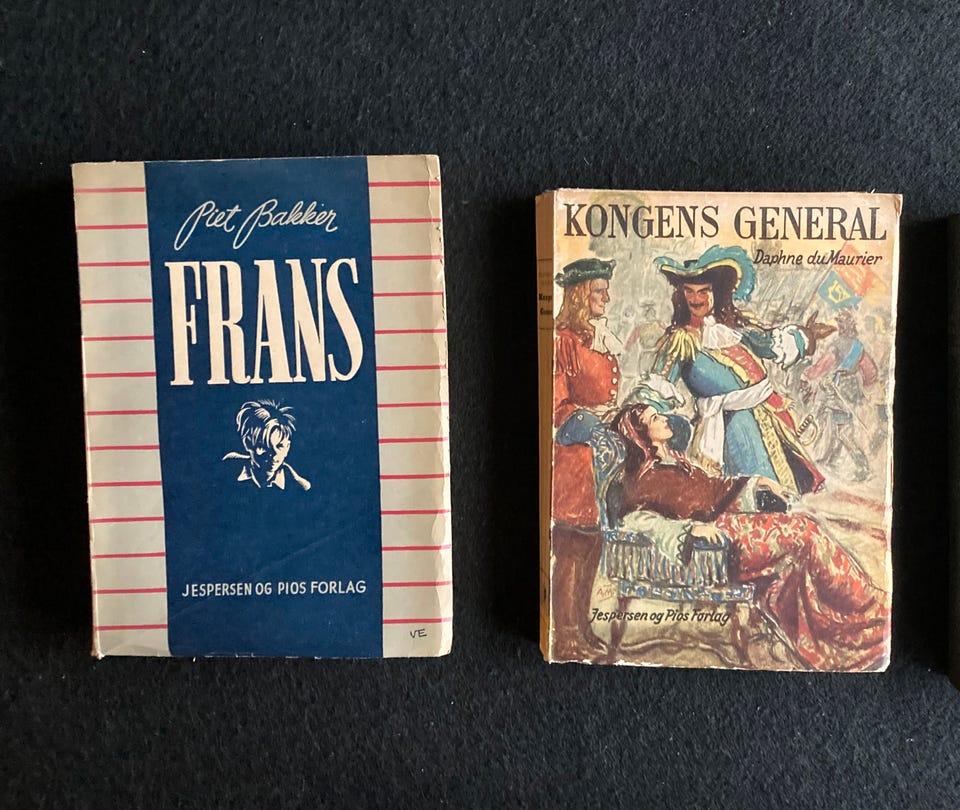 Piet Bakker
FRANS
JESPERSEN OG PIOS FORLAG
VE
KONGENS GENERAL
Daphne du Maurier
Jespersen og Pios Forlag